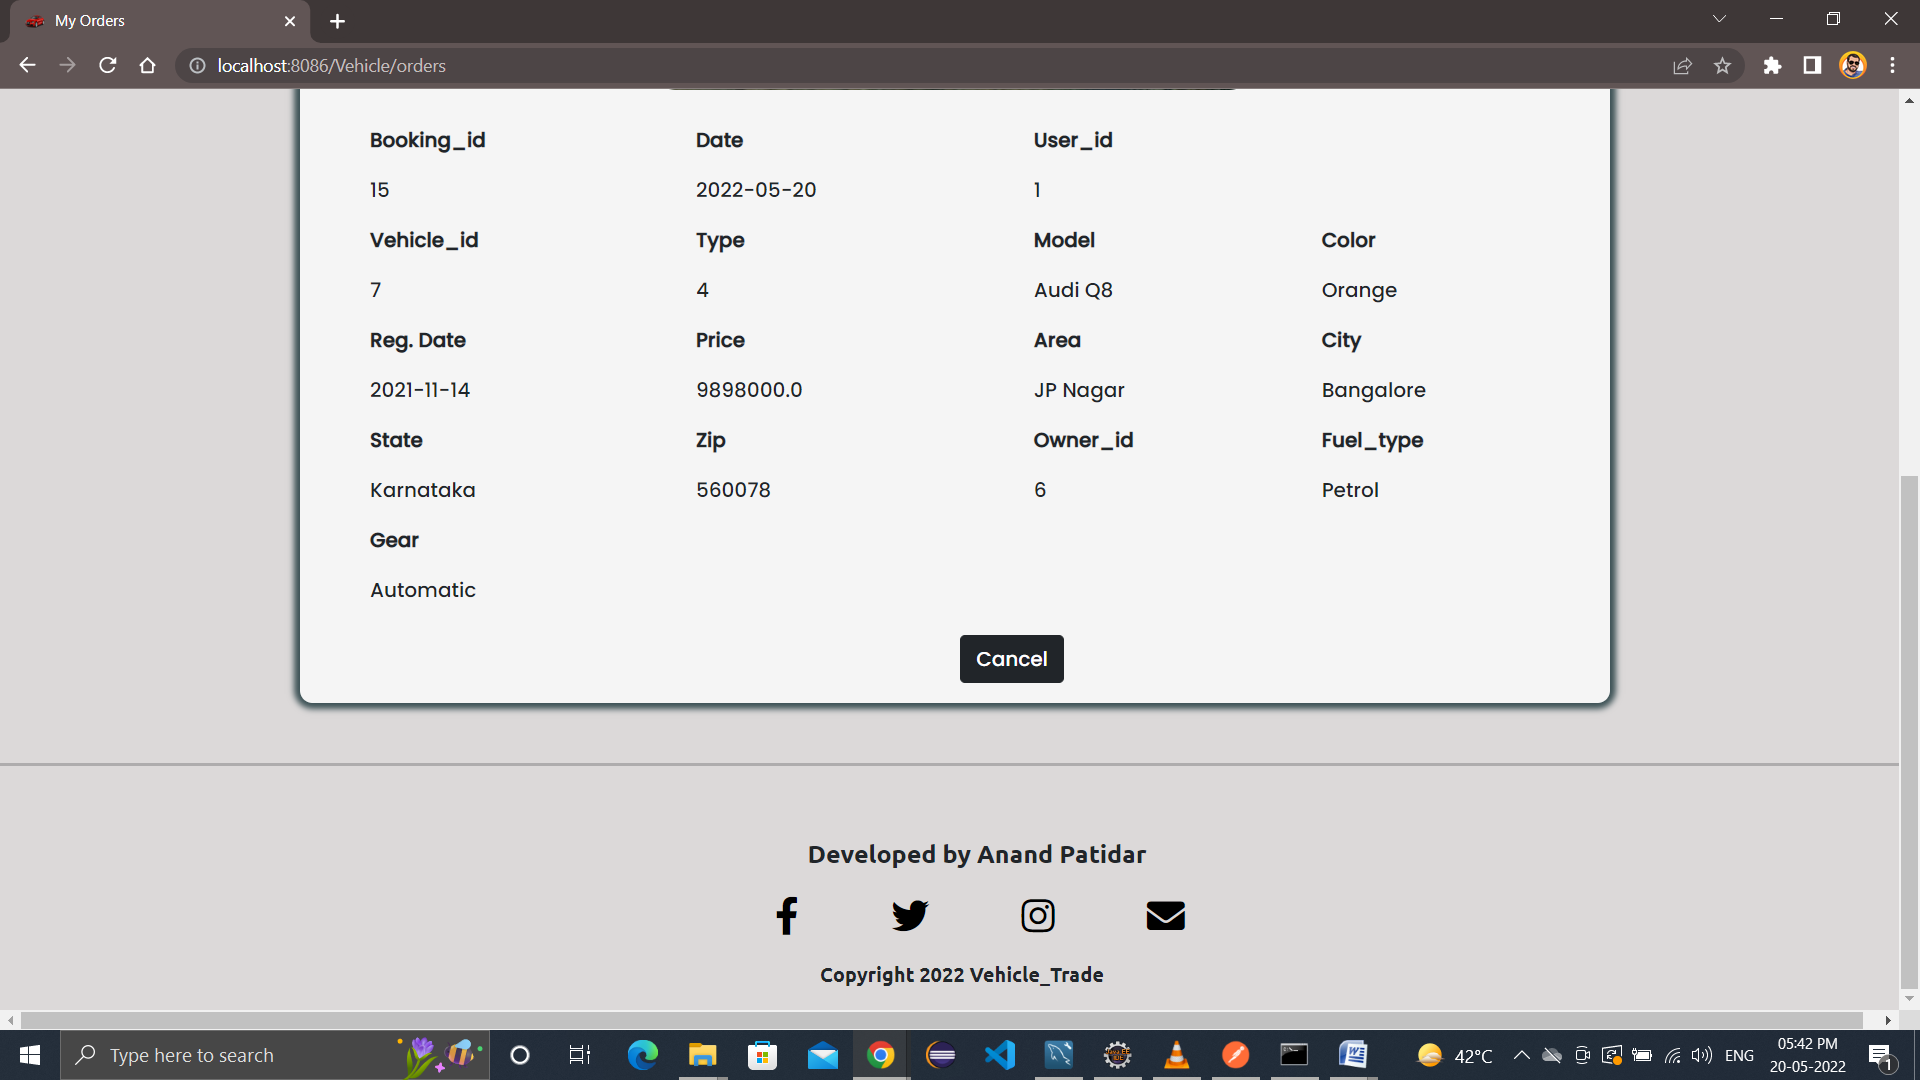 My Orders
localhost:8086/Vehicle/orders
Booking_id Date User_id
15 2022-05-20 1
Vehicle_id Type Model Color
7 4 Audi Q8 Orange
Reg. Date Price Area City
2021-11-14 9898000.0 JP Nagar Bangalore
State Zip Owner_id Fuel_type
Karnataka 560078 6 Petrol
Gear
Automatic
Cancel
Developed by Anand Patidar
Copyright 2022 Vehicle_Trade
Type here to search 42°C ENG 05:42 PM
20-05-2022 1